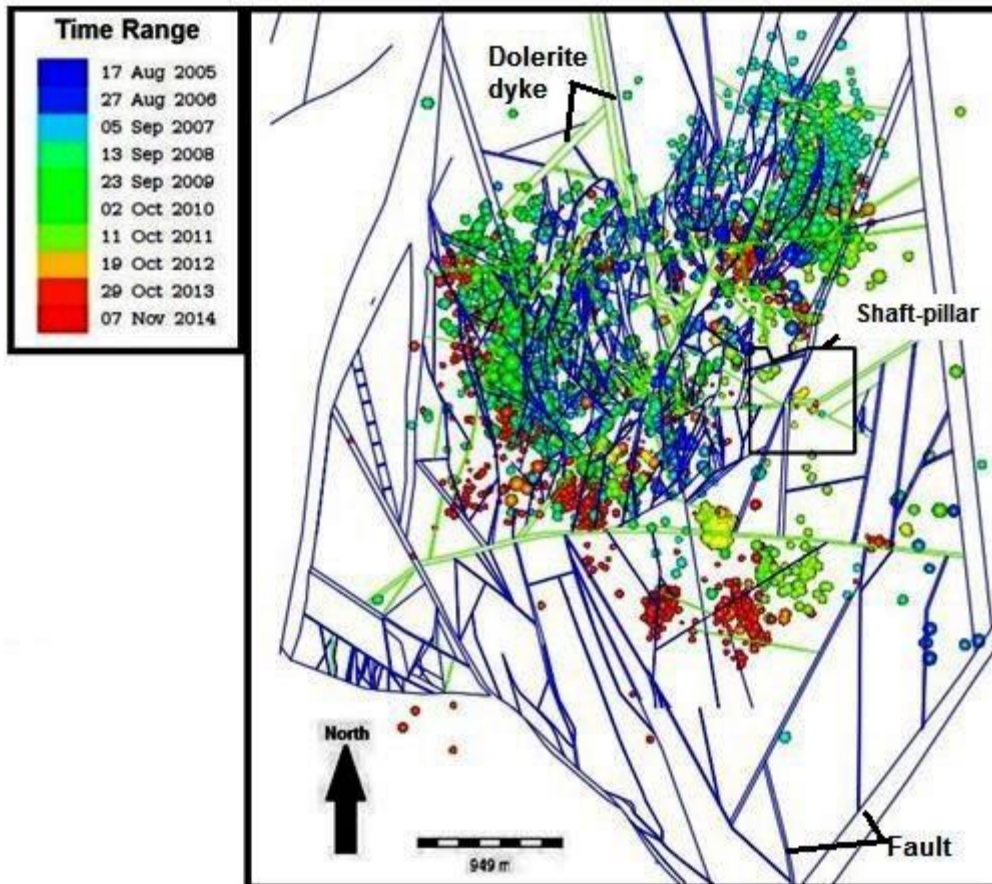 Time Range
17 Aug 2005
27 Aug 2006
05 Sep 2007
13 Sep 2008
23 Sep 2009
02 Oct 2010
11 Oct 2011
19 Oct 2012
29 Oct 2013
07 Nov 2014
Dolerite
dyke
Shaft-pillar
North
949 m
Fault